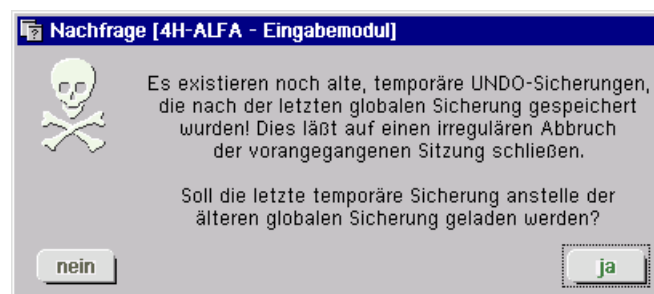 Nachfrage [4H-ALFA - Eingabemodul]
Es existieren noch alte, temporäre UNDO-Sicherungen,
die nach der letzten globalen Sicherung gespeichert
wurden! Dies läßt auf einen irregulären Abbruch
der vorangegangenen Sitzung schließen.
Soll die letzte temporäre Sicherung anstelle der
älteren globalen Sicherung geladen werden?
nein
ja